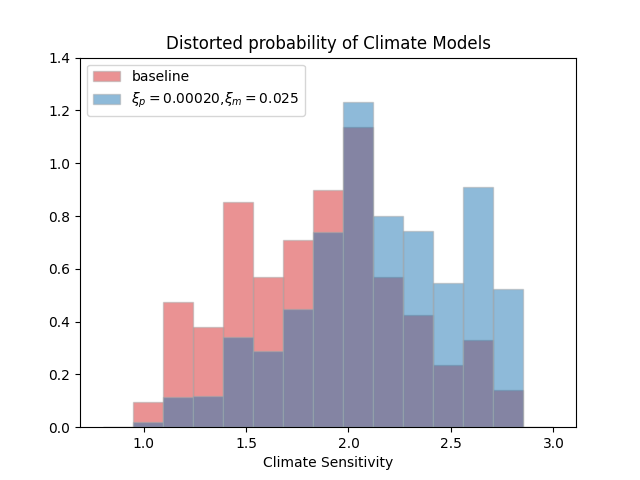 Distorted probability of Climate Models
baseline
ξp = 0.00020,ξm = 0.025
1.4
1.2
1.0
0.8
0.6
0.4
0.2
0.0
1.0 1.5 2.0 2.5 3.0
Climate Sensitivity